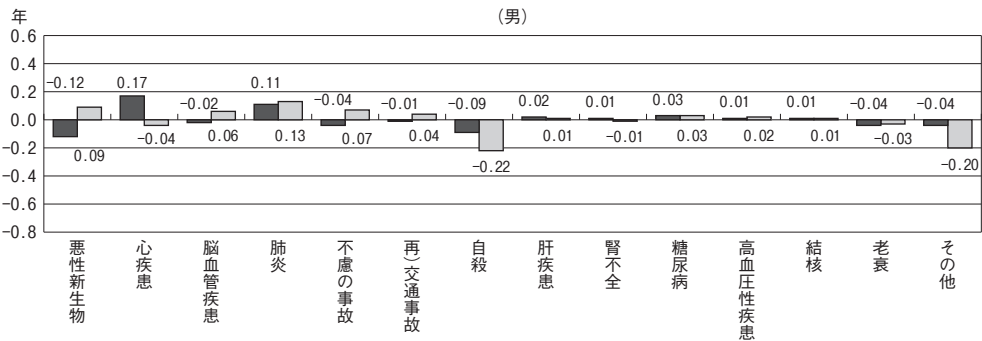 年
(男)
0.6
0.4
0.2
0.0
-0.2
-0.4
-0.6
-0.8
-0.12 0.17 -0.02 0.11 -0.04 -0.01 -0.09 0.02 0.01 0.03 0.01 0.01 -0.04 -0.04
0.09 -0.04 0.06 0.13 0.07 0.04 -0.22 0.01 -0.01 0.03 0.02 0.01 -0.03 -0.20
悪性新生物
心疾患
脳血管疾患
肺炎
不慮の事故
再)交通事故
自殺
肝疾患
腎不全
糖尿病
高血圧性疾患
結核
老衰
その他